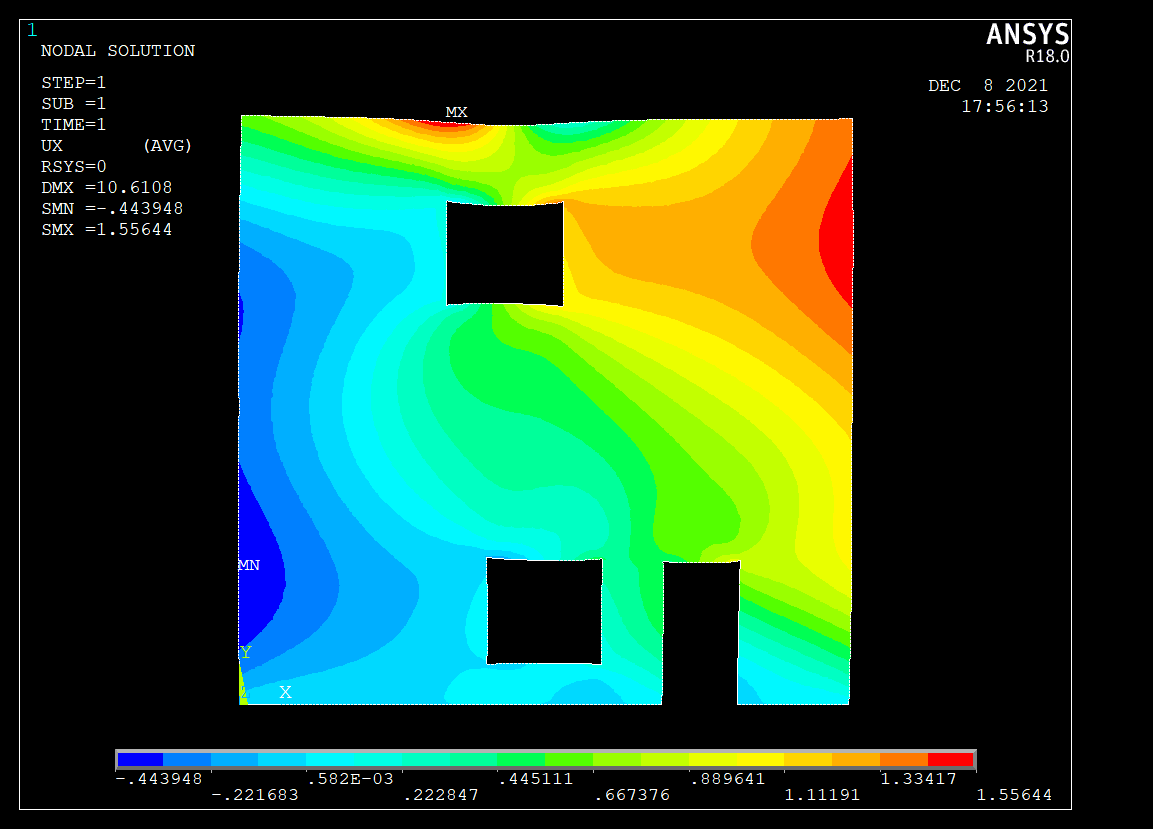 1
ANSYS
R18.0
NODAL SOLUTION
DEC 8 2021
17:56:13
STEP=1
SUB =1
TIME=1
UX (AVG)
RSYS=0
DMX =10.6108
SMN =-.443948
SMX =1.55644
MX
MN
Y
X
-.443948 .582E-03 .445111 .889641 1.33417
-.221683 .222847 .667376 1.11191 1.55644